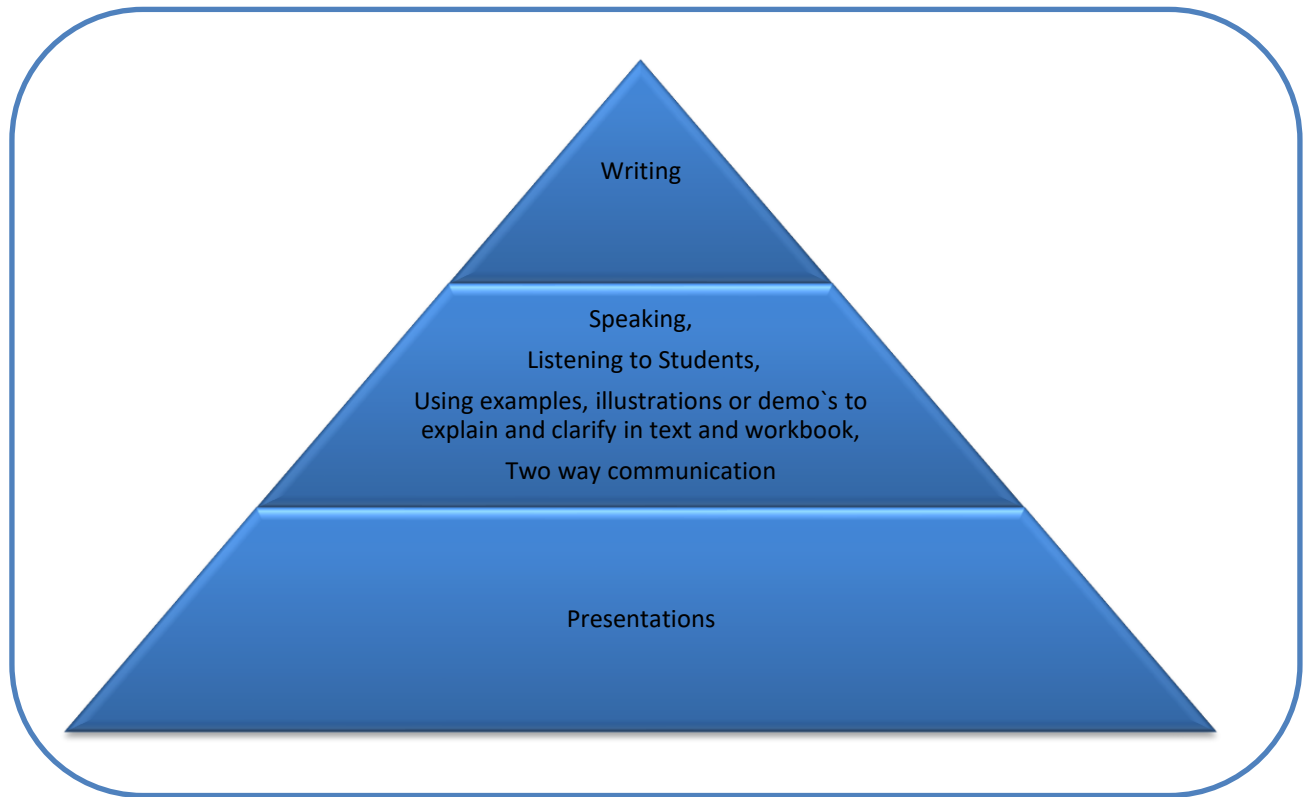 Writing
Speaking,
Listening to Students,
Using examples, illustrations or demo`s to
explain and clarify in text and workbook,
Two way communication
Presentations